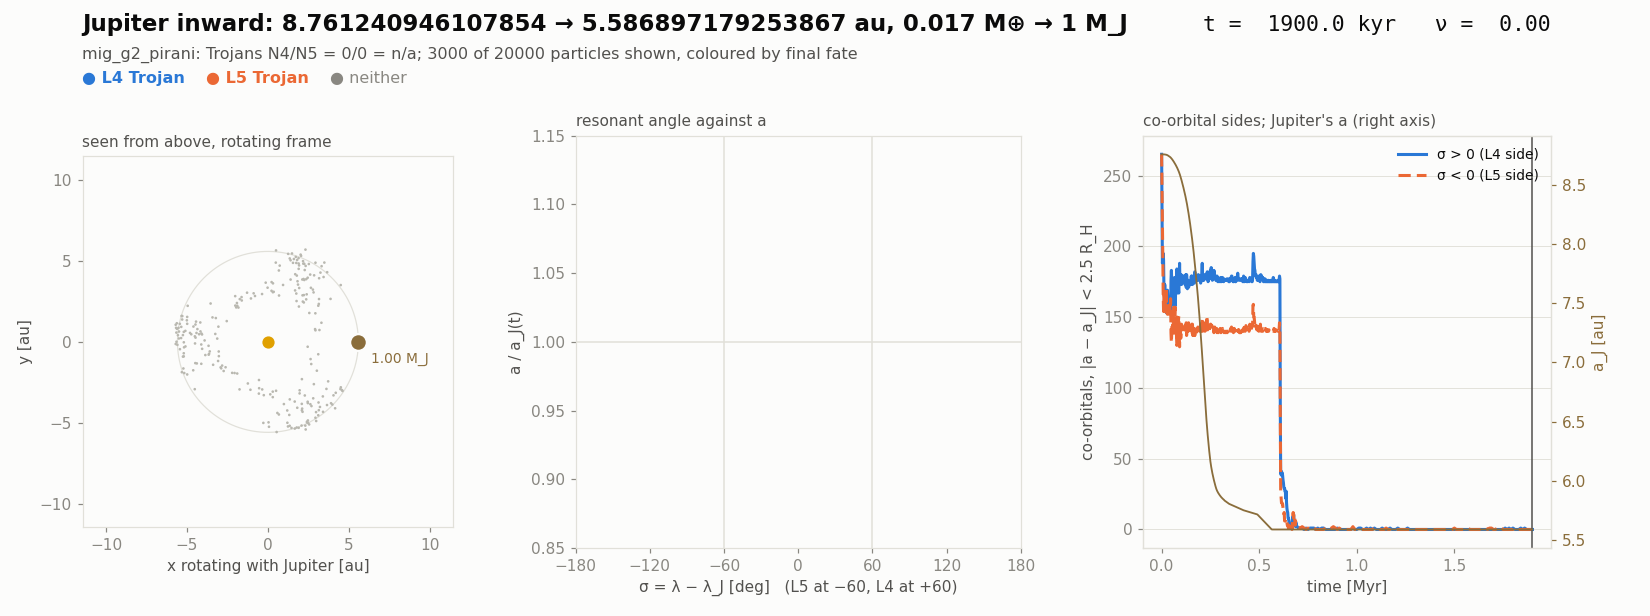 Jupiter inward: 8.761240946107854 → 5.586897179253867 au, 0.017 M⊕ → 1 M_J
t =  1900.0 kyr   ν =  0.00
mig_g2_pirani: Trojans N4/N5 = 0/0 = n/a; 3000 of 20000 particles shown, coloured by final fate
L4 Trojan
L5 Trojan
neither
seen from above, rotating frame
10
5
0
−5
−10
y [au]
1.00 M_J
−10
−5
0
5
10
x rotating with Jupiter [au]
resonant angle against a
1.15
1.10
1.05
1.00
0.95
0.90
0.85
a / a_J(t)
−180
−120
−60
0
60
120
180
σ = λ − λ_J [deg]   (L5 at −60, L4 at +60)
co-orbital sides; Jupiter's a (right axis)
σ > 0 (L4 side)
σ < 0 (L5 side)
250
200
150
100
50
0
co-orbitals, |a − a_J| < 2.5 R_H
8.5
8.0
7.5
7.0
6.5
6.0
5.5
a_J [au]
0.0
0.5
1.0
1.5
time [Myr]